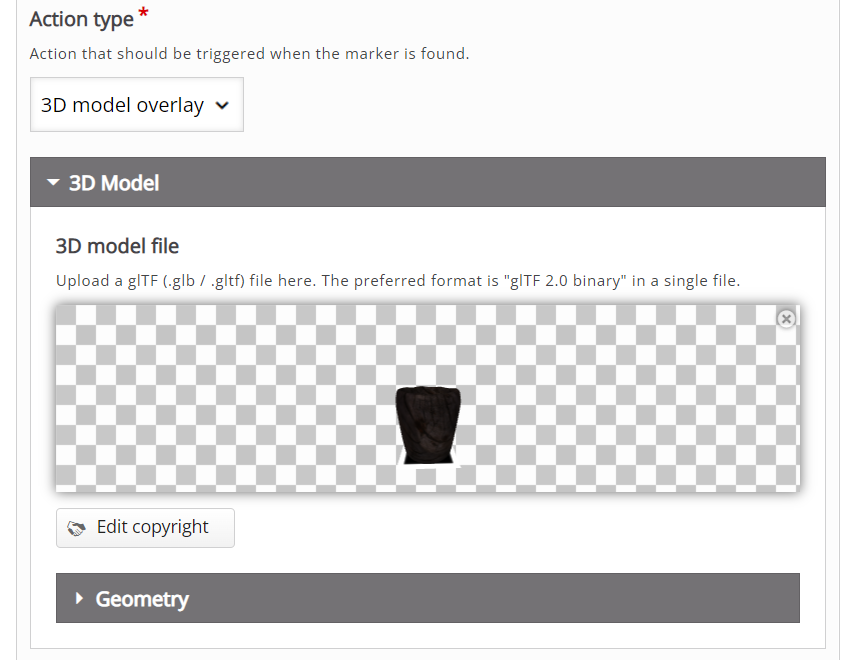 Action type *
Action that should be triggered when the marker is found.
3D model overlay
3D Model
3D model file
Upload a glTF (.glb / .gltf) file here. The preferred format is "glTF 2.0 binary" in a single file.
Edit copyright
Geometry